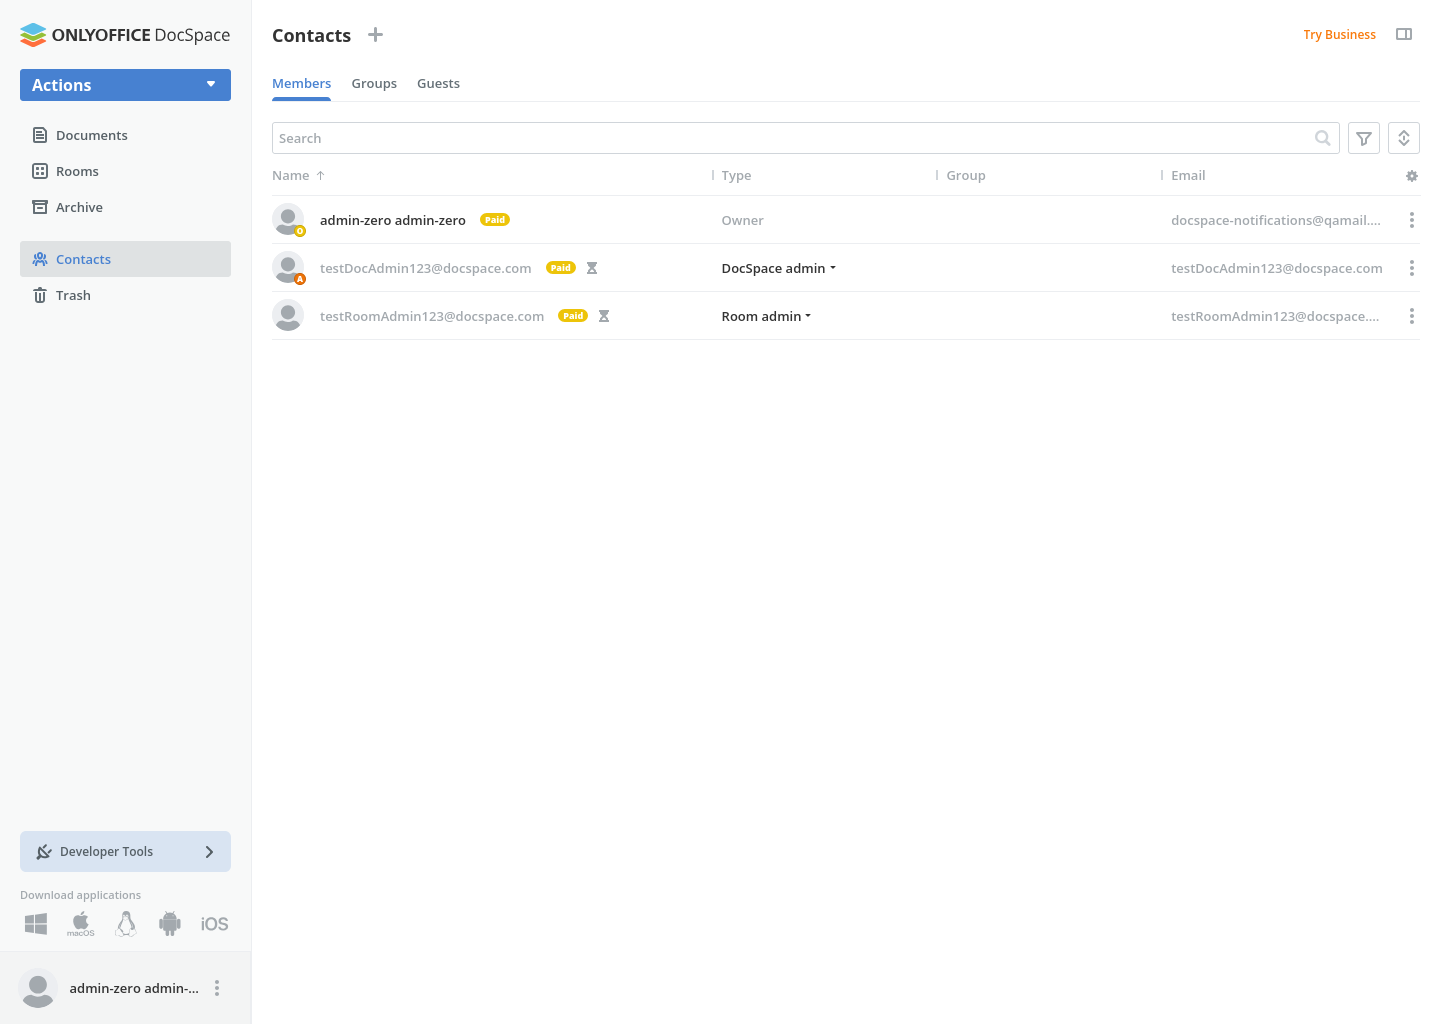 ONLYOFFICE DocSpace
Actions
Documents
Rooms
Archive
Contacts
Trash
Developer Tools
Download applications
macOS
iOS
admin-zero admin-...
Contacts
Try Business
Members Groups Guests
Search
Name Type Group Email
admin-zero admin-zero Paid Owner docspace-notifications@qamail....
O
testDocAdmin123@docspace.com Paid DocSpace admin testDocAdmin123@docspace.com
A
testRoomAdmin123@docspace.com Paid Room admin testRoomAdmin123@docspace....